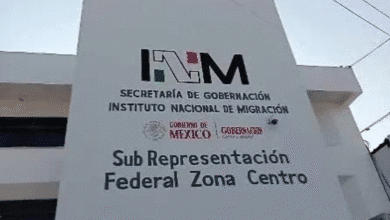 INM
SECRETARÍA DE GOBERNACIÓN
INSTITUTO NACIONAL DE MIGRACIÓN
GOBIERNO DE
MÉXICO
GOBERNACIÓN
Sub Representación
Federal Zona Centro